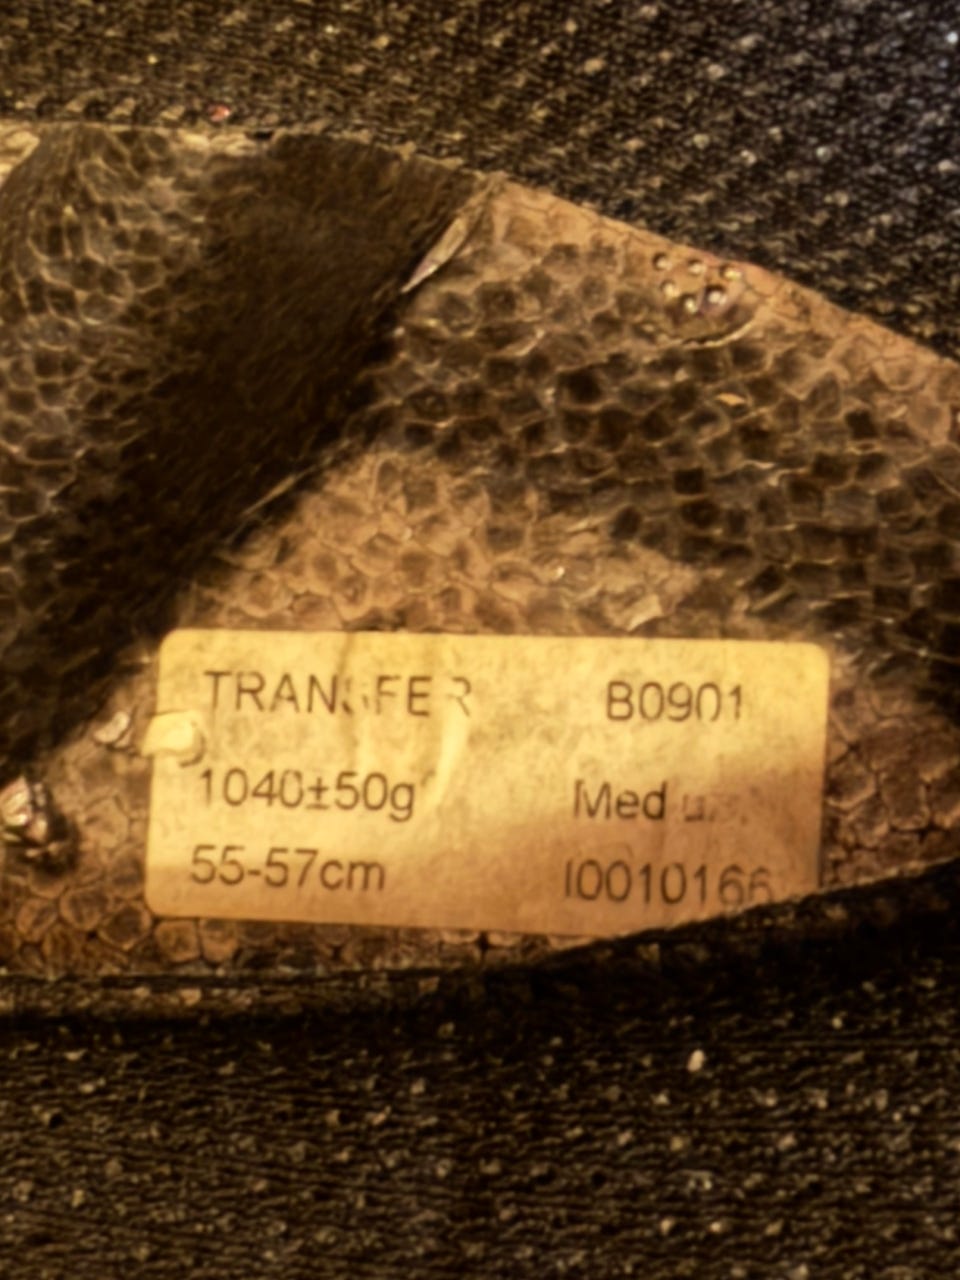 TRANSFER B0901
1040±50g Med
55-57cm I0010166